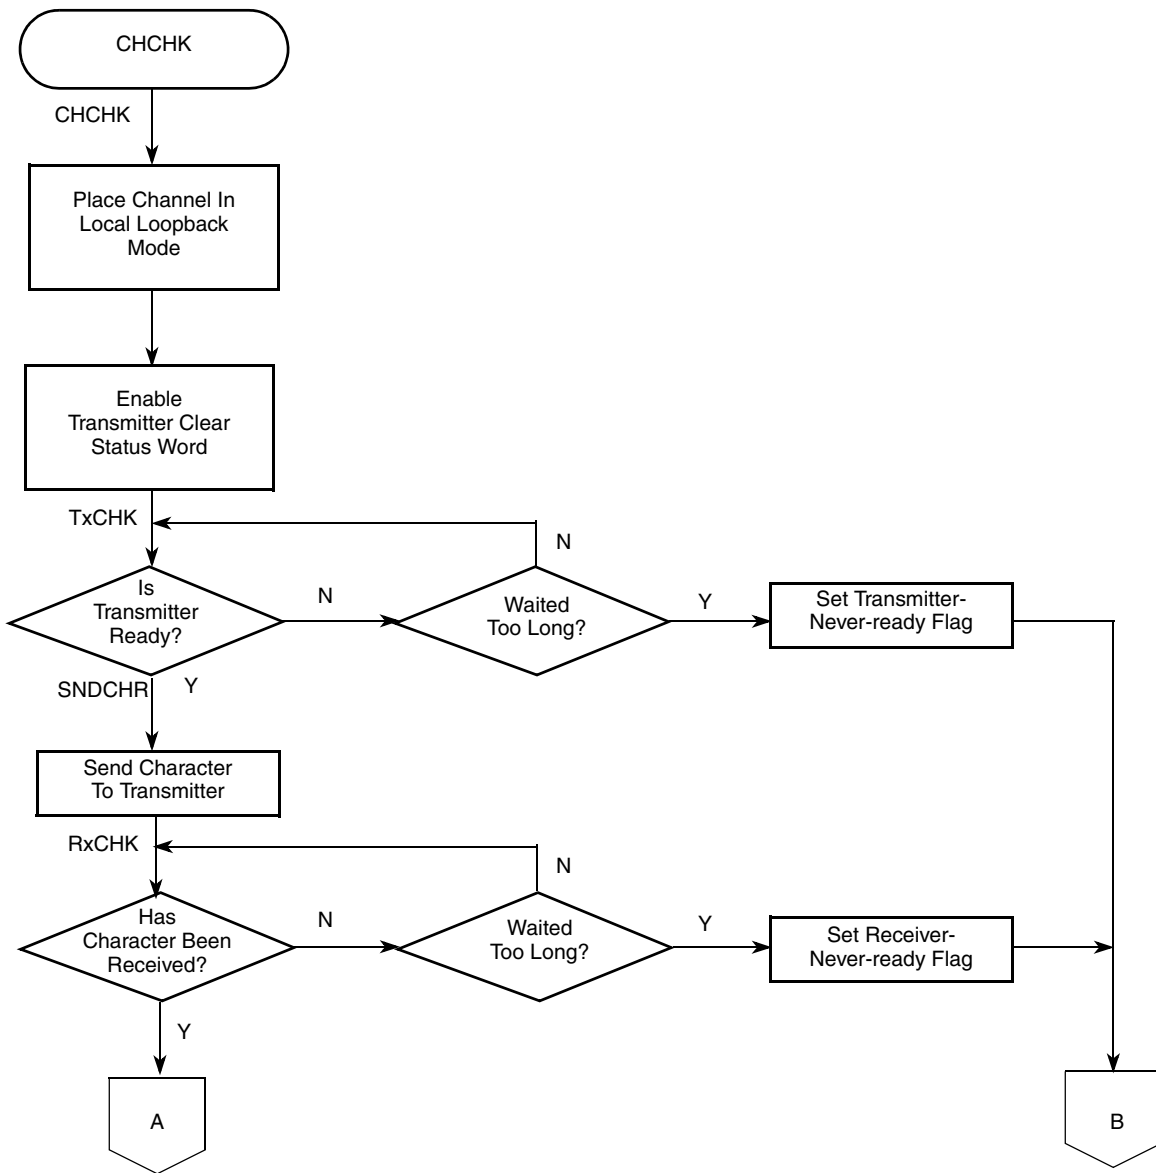 CHCHK
CHCHK
Place Channel In
Local Loopback
Mode
Enable
Transmitter Clear
Status Word
TxCHK
N
Is
Transmitter
Ready?
N
Waited
Too Long?
Y
Set Transmitter-
Never-ready Flag
SNDCHR
Y
Send Character
To Transmitter
RxCHK
N
Has
Character Been
Received?
N
Waited
Too Long?
Y
Set Receiver-
Never-ready Flag
Y
A
B